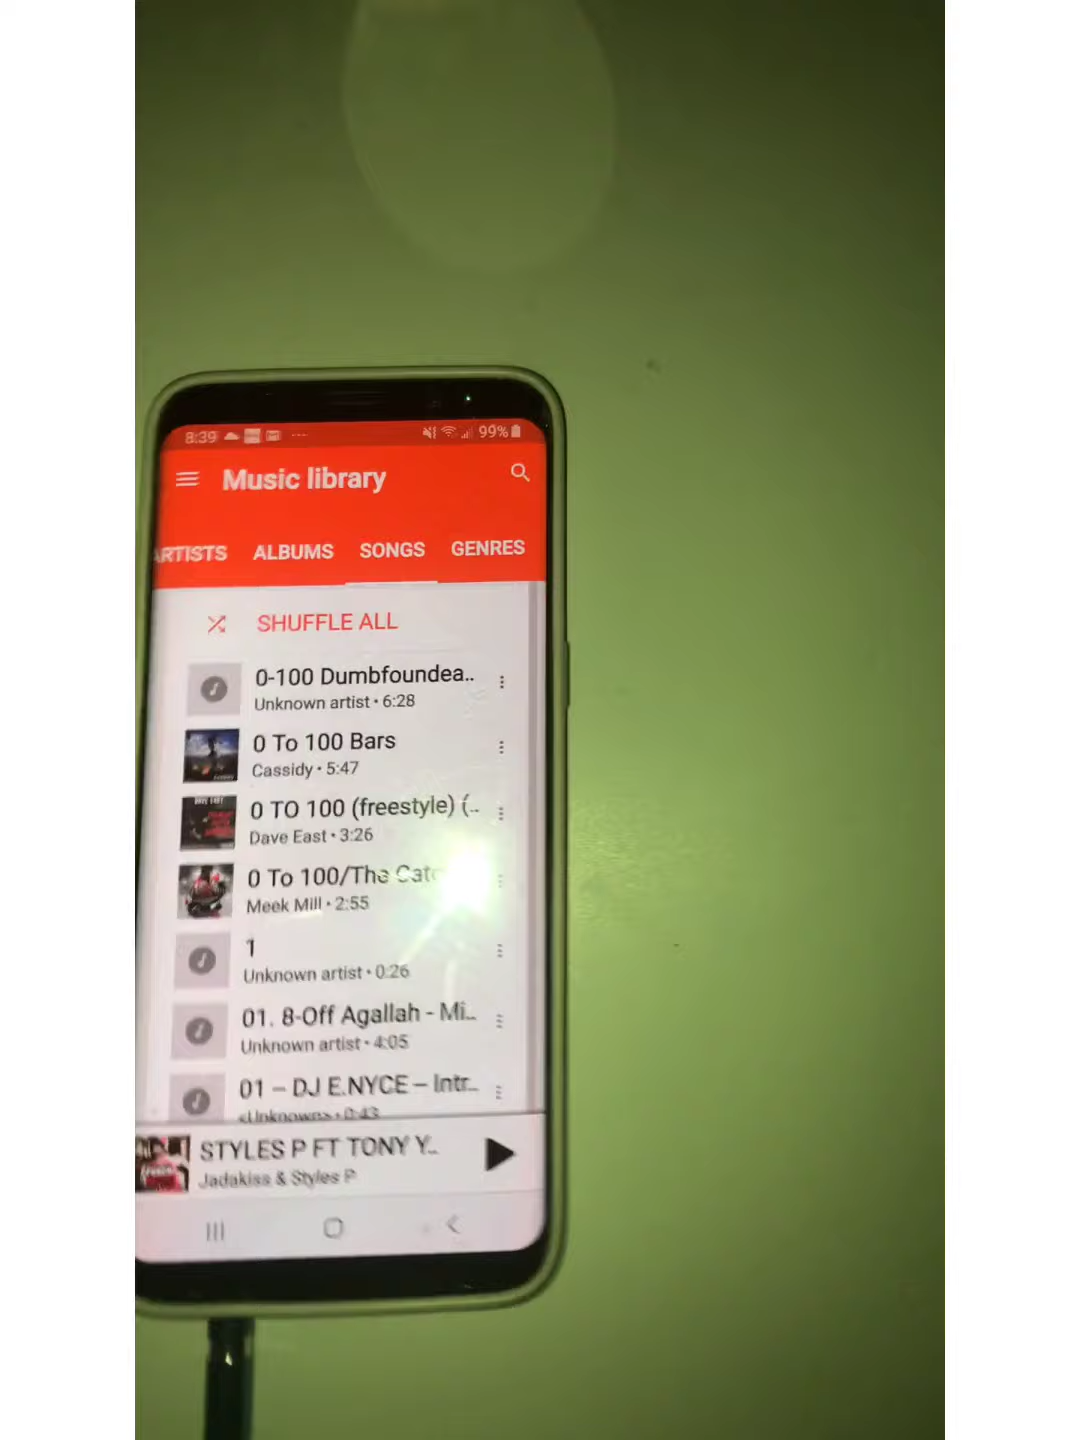 8:39 99%
Music library
ARTISTS ALBUMS SONGS GENRES
SHUFFLE ALL
0-100 Dumbfoundea..
Unknown artist • 6:28
0 To 100 Bars
Cassidy • 5:47
0 TO 100 (freestyle) (..
Dave East • 3:26
0 To 100/The Catc
Meek Mill • 2:55
1
Unknown artist • 0:26
01. 8-Off Agallah - Mi..
Unknown artist • 4:05
01 – DJ E.NYCE – Intr..
<Unknown> • 0:43
STYLES P FT TONY Y..
Jadakiss & Styles P